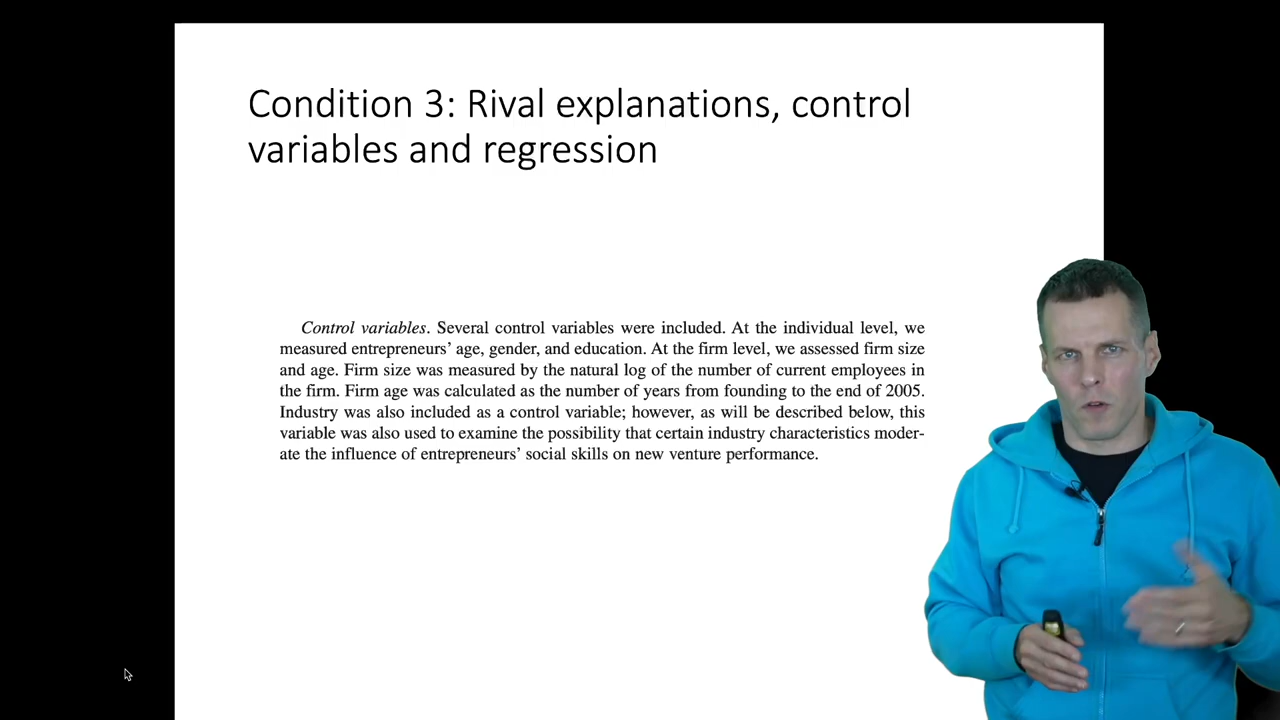 Condition 3: Rival explanations, control
variables and regression
Control variables. Several control variables were included. At the individual level, we
measured entrepreneurs’ age, gender, and education. At the firm level, we assessed firm size
and age. Firm size was measured by the natural log of the number of current employees in
the firm. Firm age was calculated as the number of years from founding to the end of 2005.
Industry was also included as a control variable; however, as will be described below, this
variable was also used to examine the possibility that certain industry characteristics moder-
ate the influence of entrepreneurs’ social skills on new venture performance.